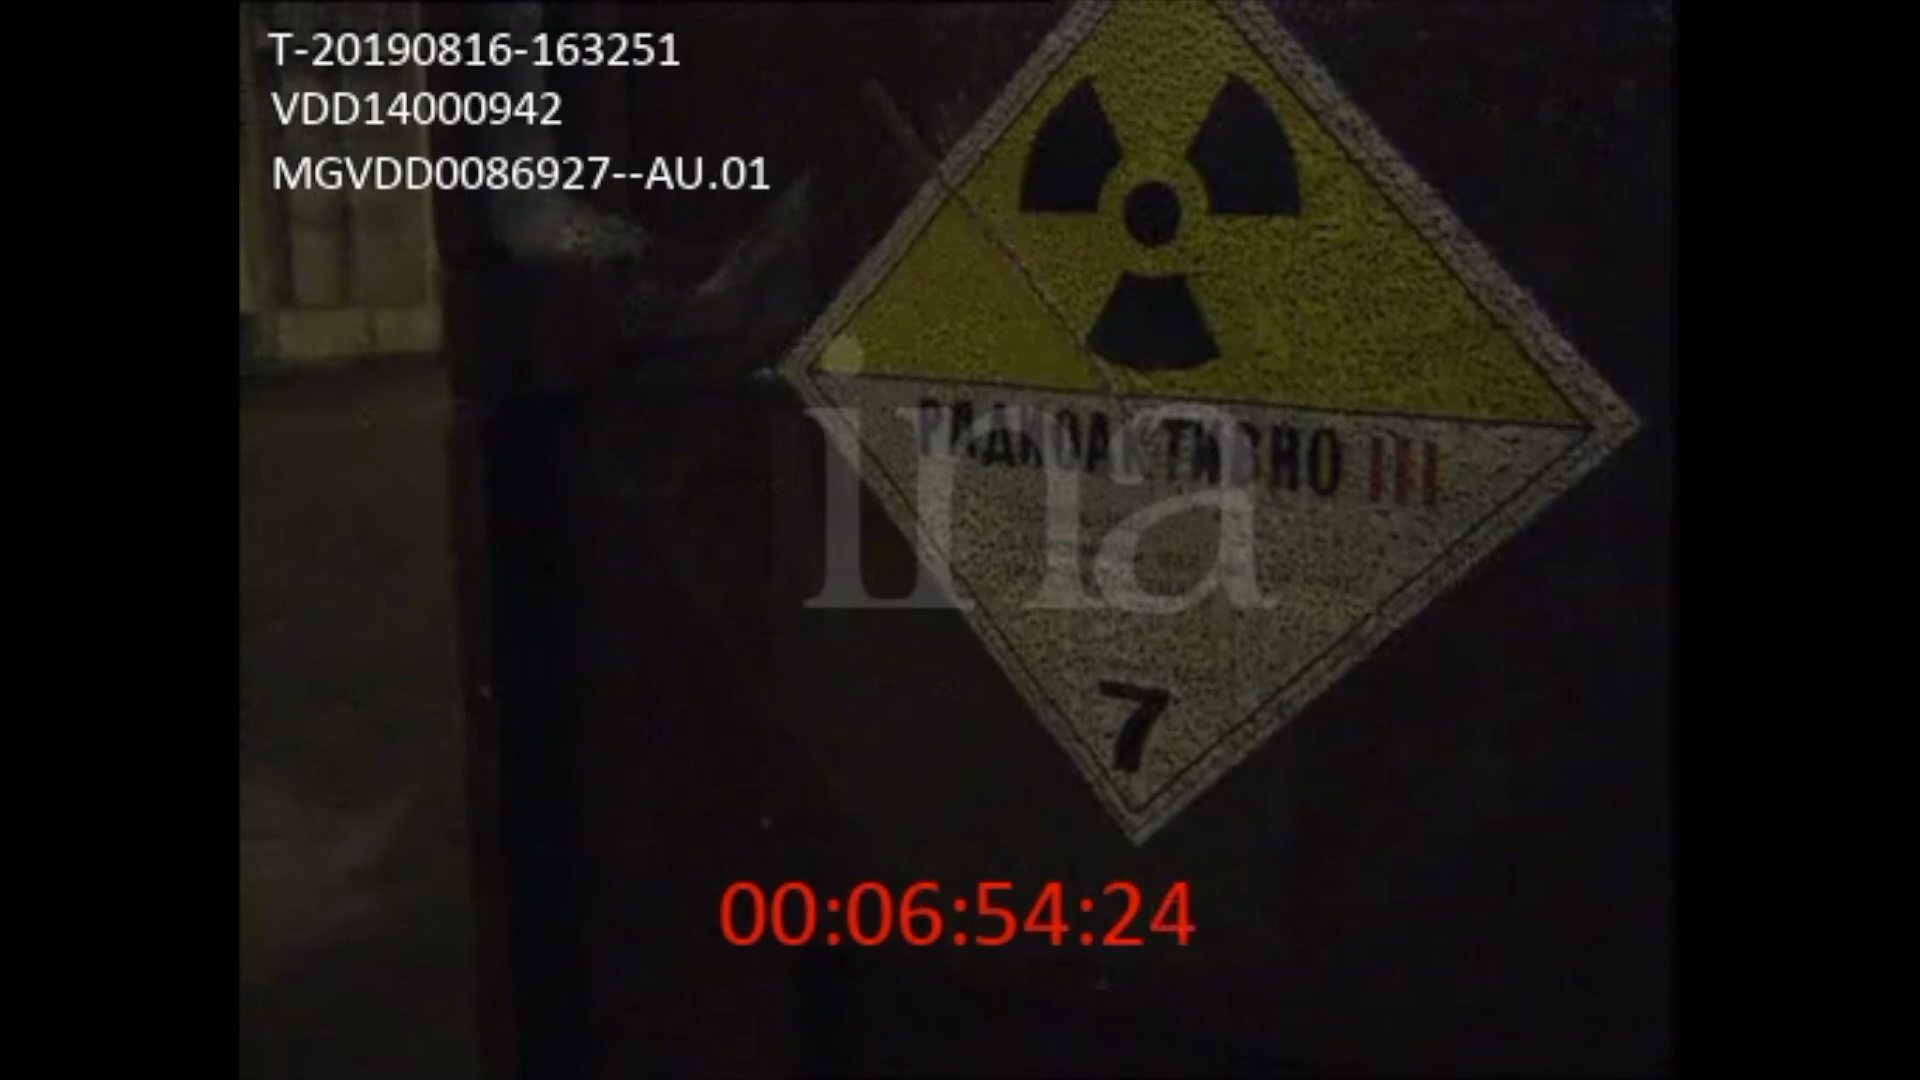 T-20190816-163251
VDD14000942
MGVDD0086927--AU.01
РАДИОАКТИВНО III
ina
7
00:06:54:24